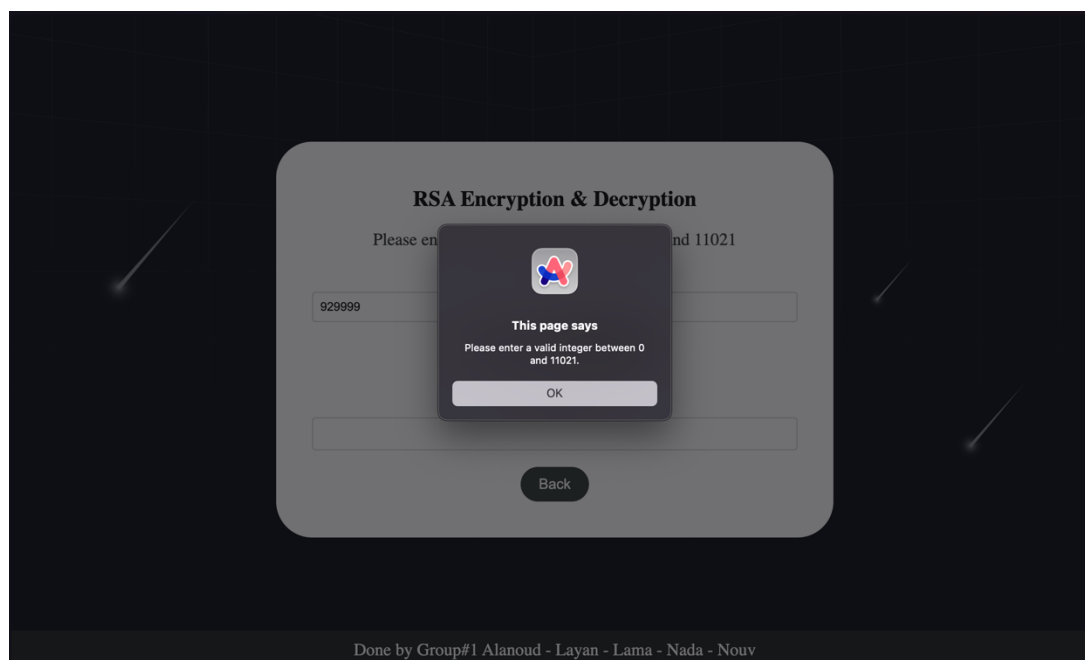 RSA Encryption & Decryption
Please en nd 11021
929999
This page says
Please enter a valid integer between 0
and 11021.
OK
Back
Done by Group#1 Alanoud - Layan - Lama - Nada - Nouv